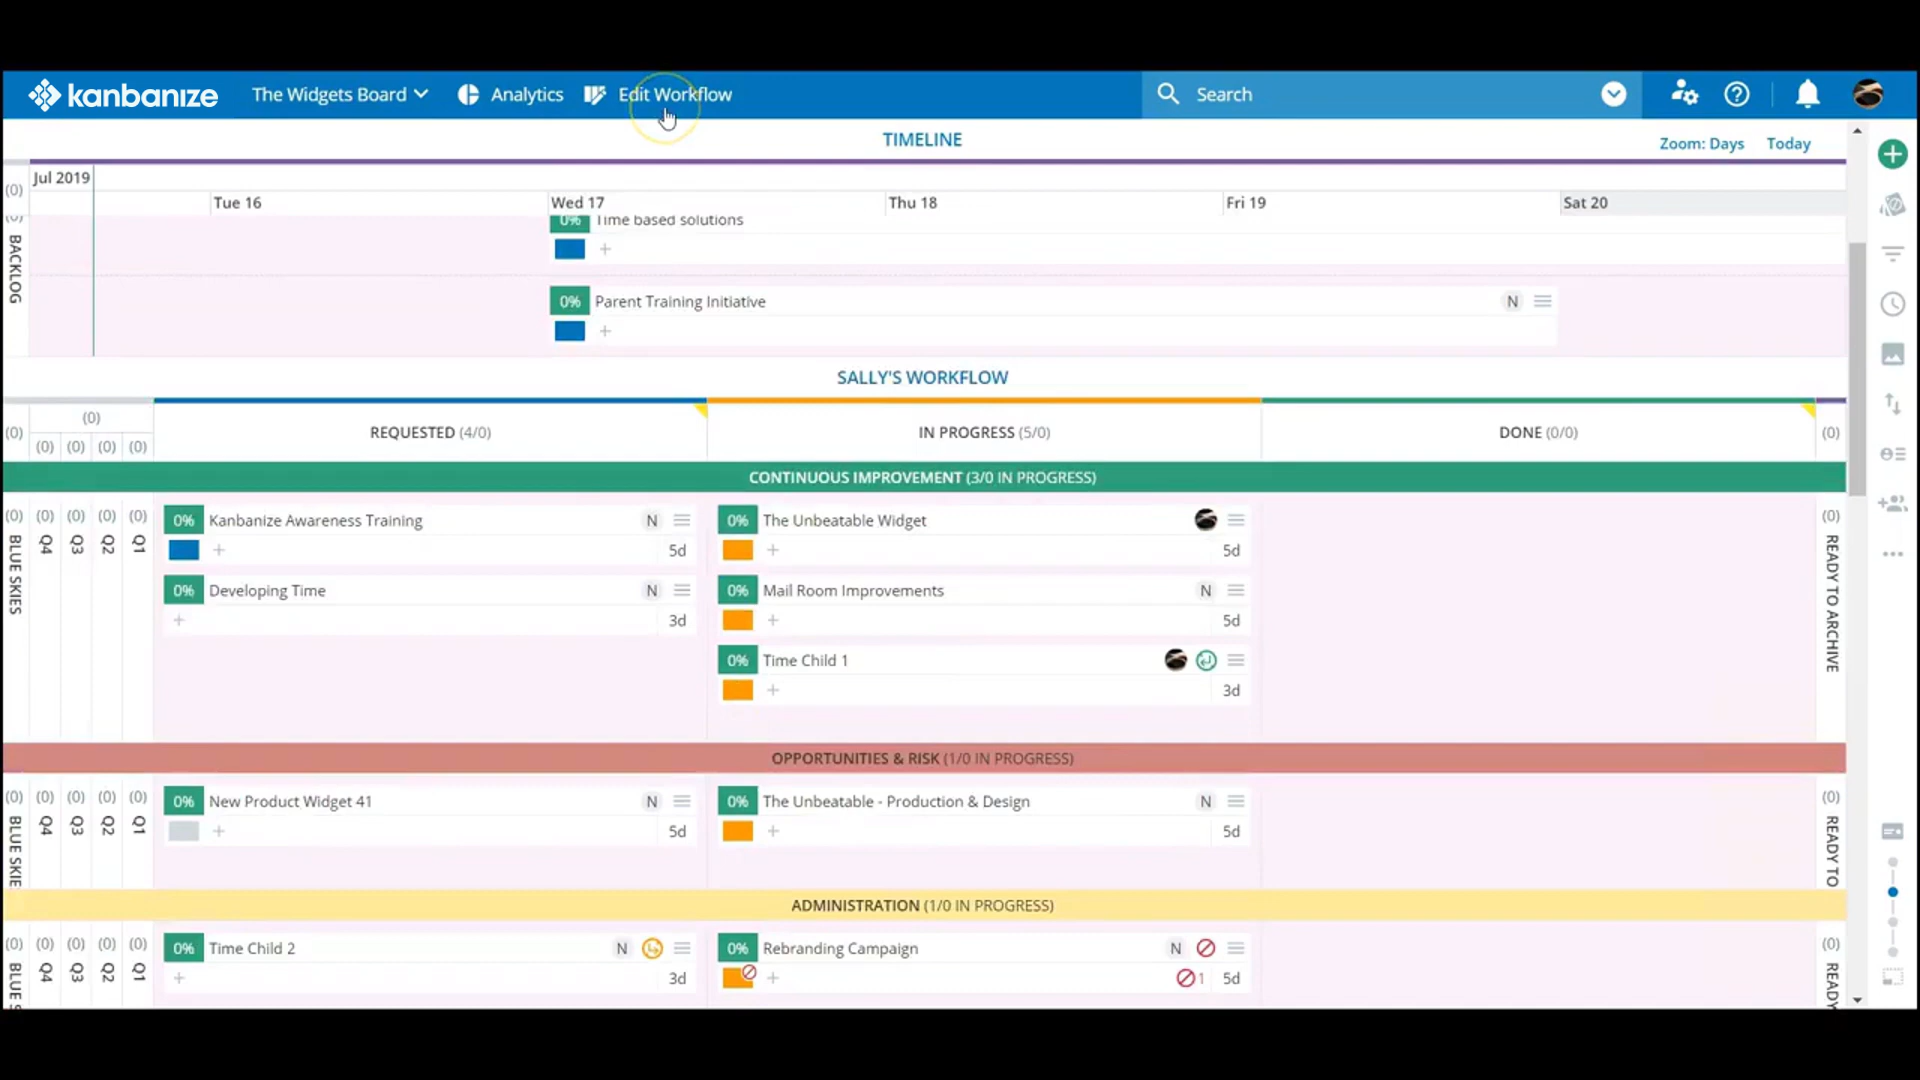 kanbanize The Widgets Board Analytics Edit Workflow Search
TIMELINE
Zoom: Days Today
(0) Jul 2019
Tue 16 Wed 17 Thu 18 Fri 19 Sat 20
(0) 0% Time based solutions
+
BACKLOG
0% Parent Training Initiative N
+
SALLY'S WORKFLOW
(0) (0) REQUESTED (4/0) IN PROGRESS (5/0) DONE (0/0) (0)
(0) (0) (0) (0)
CONTINUOUS IMPROVEMENT (3/0 IN PROGRESS)
(0) (0) (0) (0) (0) 0% Kanbanize Awareness Training N 0% The Unbeatable Widget (0)
BLUE SKIES Q4 Q3 Q2 Q1 + 5d + 5d READY TO ARCHIVE
0% Developing Time N 0% Mail Room Improvements N
+ 3d + 5d
0% Time Child 1
+ 3d
OPPORTUNITIES & RISK (1/0 IN PROGRESS)
(0) (0) (0) (0) (0) 0% New Product Widget 41 N 0% The Unbeatable - Production & Design N (0)
BLUE SKIE Q4 Q3 Q2 Q1 + 5d + 5d READY TO
ADMINISTRATION (1/0 IN PROGRESS)
(0) (0) (0) (0) (0) 0% Time Child 2 N 0% Rebranding Campaign N (0)
BLUE S Q4 Q3 Q2 Q1 + 3d + 1 5d READY